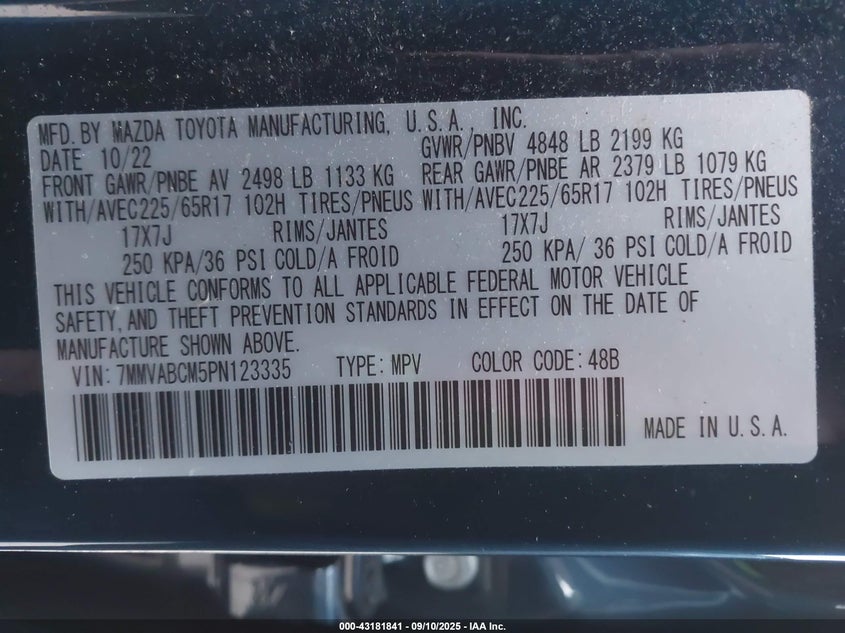 MFD. BY MAZDA TOYOTA MANUFACTURING, U.S.A., INC.
DATE 10/22 GVWR/PNBV 4848 LB 2199 KG
FRONT GAWR/PNBE AV 2498 LB 1133 KG REAR GAWR/PNBE AR 2379 LB 1079 KG
WITH/AVEC225/65R17 102H TIRES/PNEUS WITH/AVEC225/65R17 102H TIRES/PNEUS
17X7J RIMS/JANTES 17X7J RIMS/JANTES
250 KPA/36 PSI COLD/A FROID 250 KPA/ 36 PSI COLD/A FROID
THIS VEHICLE CONFORMS TO ALL APPLICABLE FEDERAL MOTOR VEHICLE
SAFETY, AND THEFT PREVENTION STANDARDS IN EFFECT ON THE DATE OF
MANUFACTURE SHOWN ABOVE.
VIN: 7MMVABCM5PN123335 TYPE: MPV COLOR CODE: 48B
MADE IN U.S.A.
000-43181841 - 09/10/2025 - IAA Inc.